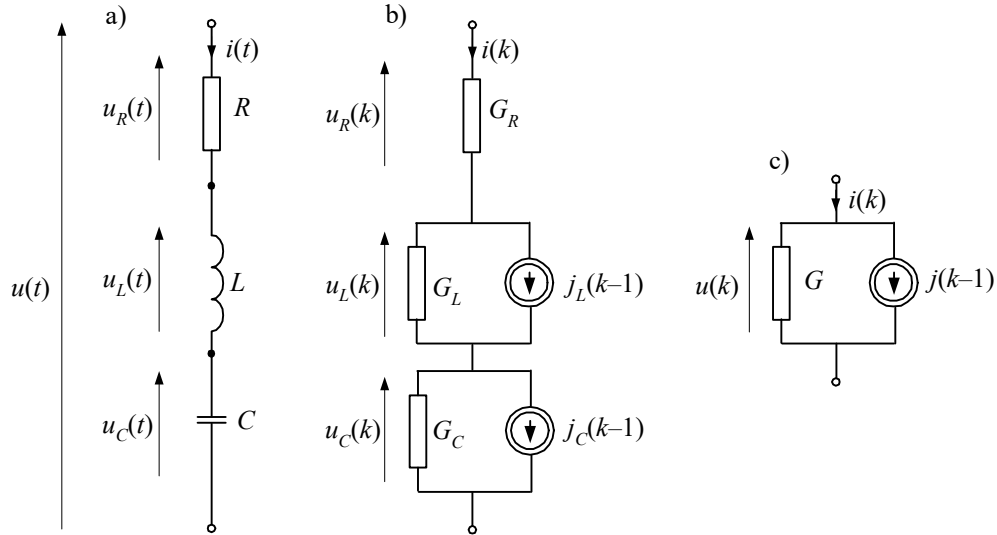 a)
i(t)
u_R(t)
R
u(t)
u_L(t)
L
u_C(t)
C
b)
i(k)
u_R(k)
G_R
u_L(k)
G_L
j_L(k–1)
u_C(k)
G_C
j_C(k–1)
c)
i(k)
u(k)
G
j(k–1)